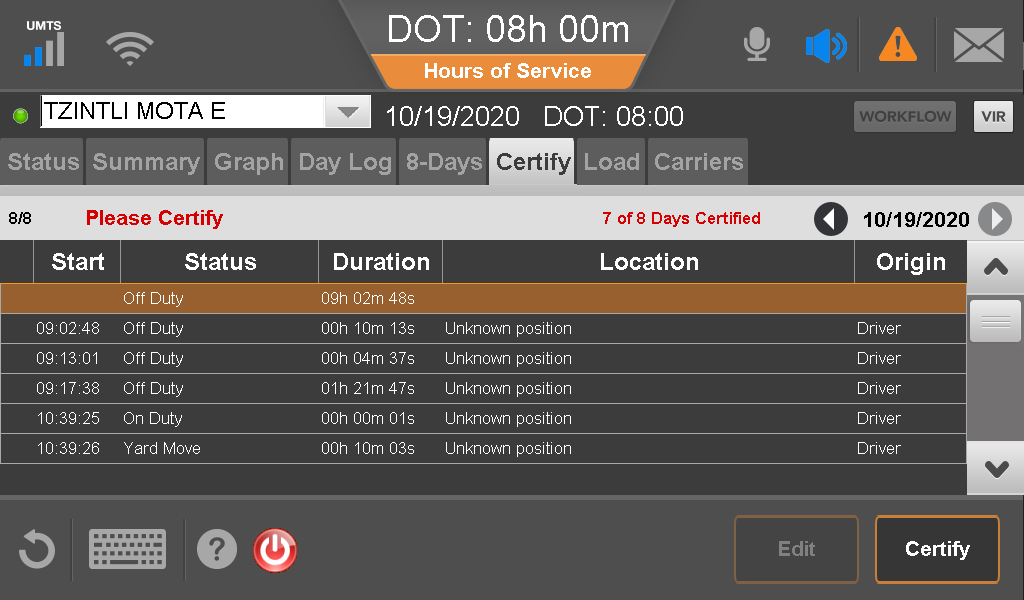 UMTS
DOT: 08h 00m
Hours of Service
TZINTLI MOTA E
10/19/2020 DOT: 08:00
WORKFLOW
VIR
Status Summary Graph Day Log 8-Days Certify Load Carriers
8/8 Please Certify 7 of 8 Days Certified 10/19/2020
Start Status Duration Location Origin
Off Duty 09h 02m 48s
09:02:48 Off Duty 00h 10m 13s Unknown position Driver
09:13:01 Off Duty 00h 04m 37s Unknown position Driver
09:17:38 Off Duty 01h 21m 47s Unknown position Driver
10:39:25 On Duty 00h 00m 01s Unknown position Driver
10:39:26 Yard Move 00h 10m 03s Unknown position Driver
? Edit Certify